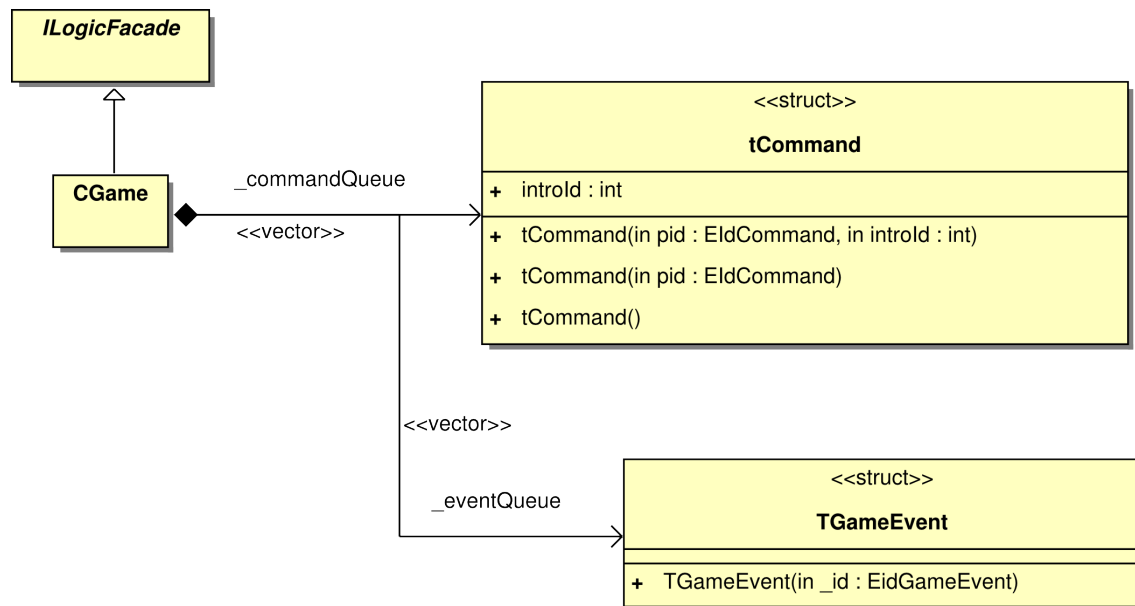 ILogicFacade
CGame
_commandQueue
<<vector>>
<<struct>>
tCommand
+ introId : int
+ tCommand(in pid : EIdCommand, in introId : int)
+ tCommand(in pid : EIdCommand)
+ tCommand()
<<vector>>
_eventQueue
<<struct>>
TGameEvent
+ TGameEvent(in _id : EidGameEvent)